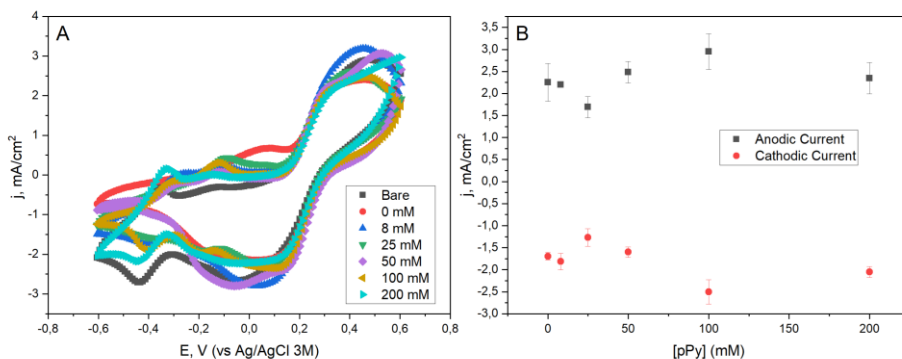 A
4
3
2
1
0
-1
-2
-3
j, mA/cm²
-0,8
-0,6
-0,4
-0,2
0,0
0,2
0,4
0,6
0,8
E, V (vs Ag/AgCl 3M)
Bare
0 mM
8 mM
25 mM
50 mM
100 mM
200 mM
B
3,5
3,0
2,5
2,0
1,5
1,0
0,5
0,0
-0,5
-1,0
-1,5
-2,0
-2,5
-3,0
j, mA/cm²
0
50
100
150
200
[pPy] (mM)
Anodic Current
Cathodic Current